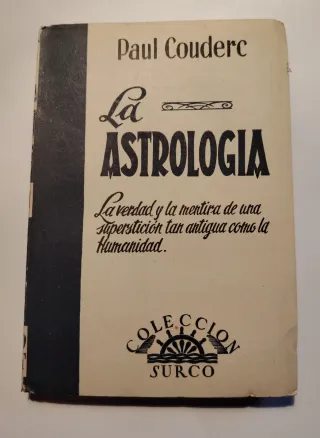 Paul Couderc
La
ASTROLOGIA
La verdad y la mentira de una
superstición tan antigua como la
Humanidad.
COLECCION
SURCO